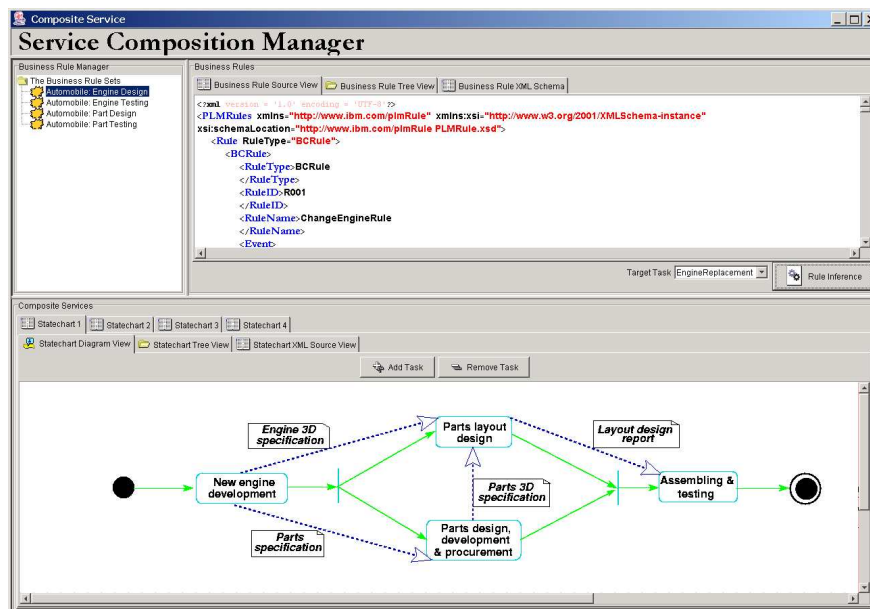 Composite Service
Service Composition Manager
Business Rule Manager
The Business Rule Sets
Automobile: Engine Design
Automobile: Engine Testing
Automobile: Part Design
Automobile: Part Testing
Business Rules
Business Rule Source View
Business Rule Tree View
Business Rule XML Schema
<?xml version = '1.0' encoding = 'UTF-8'?>
<PLMRules xmlns="http://www.ibm.com/plmRule" xmlns:xsi="http://www.w3.org/2001/XMLSchema-instance"
xsi:schemaLocation="http://www.ibm.com/plmRule PLMRule.xsd">
<Rule RuleType="BCRule">
<BCRule>
<RuleType>BCRule
</RuleType>
<RuleID>R001
</RuleID>
<RuleName>ChangeEngineRule
</RuleName>
<Event>
Target Task
EngineReplacement
Rule Inference
Composite Services
Statechart 1
Statechart 2
Statechart 3
Statechart 4
Statechart Diagram View
Statechart Tree View
Statechart XML Source View
Add Task
Remove Task
Engine 3D
specification
Parts layout
design
Layout design
report
New engine
development
Parts 3D
specification
Assembling &
testing
Parts
specification
Parts design,
development
& procurement